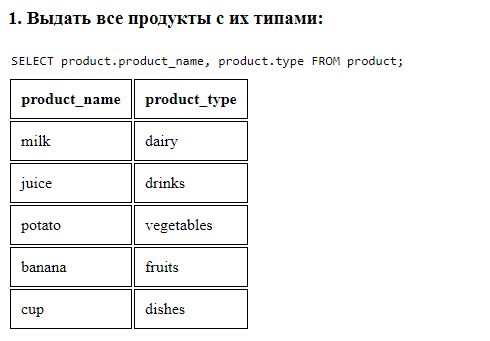 1. Выдать все продукты с их типами:
SELECT product.product_name, product.type FROM product;
product_name product_type
milk dairy
juice drinks
potato vegetables
banana fruits
cup dishes